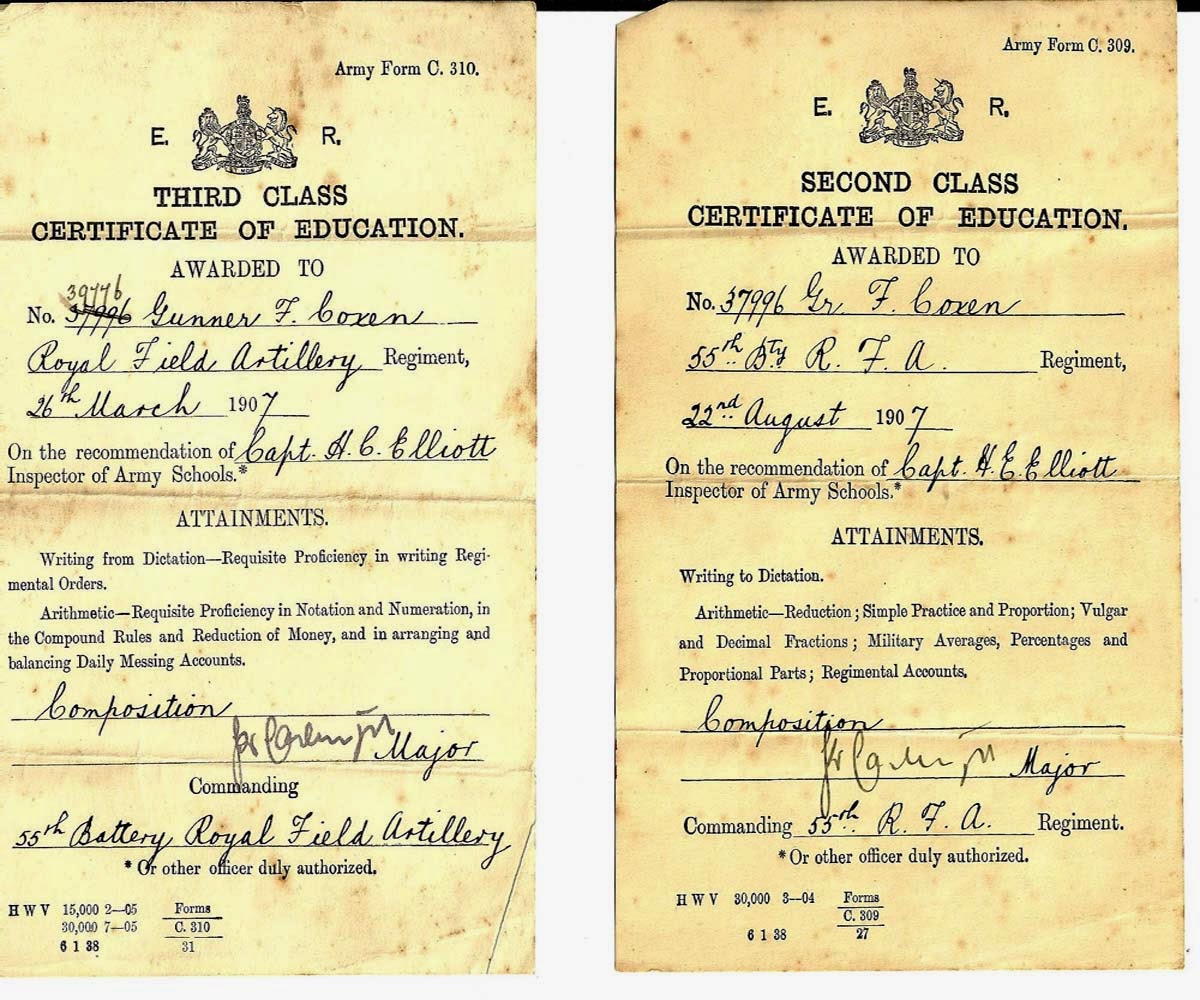 Army Form C. 310.
E. R.
THIRD CLASS
CERTIFICATE OF EDUCATION.
AWARDED TO
39776
No. 37996 Gunner F. Coxen
Royal Field Artillery Regiment,
26th March 1907
On the recommendation of Capt. H. C. Elliott
Inspector of Army Schools.*
ATTAINMENTS.
Writing from Dictation—Requisite Proficiency in writing Regi-
mental Orders.
Arithmetic—Requisite Proficiency in Notation and Numeration, in
the Compound Rules and Reduction of Money, and in arranging and
balancing Daily Messing Accounts.
Composition
Major
Commanding
55th Battery Royal Field Artillery
* Or other officer duly authorized.
H W V 15,000 2—05 Forms
30,000 7—05 C. 310
6 1 38 31
Army Form C. 309.
E. R.
SECOND CLASS
CERTIFICATE OF EDUCATION.
AWARDED TO
No. 37996 Gr. F. Coxen
55th Bty R. F. A. Regiment,
22nd August 1907
On the recommendation of Capt. H. E. Elliott
Inspector of Army Schools.*
ATTAINMENTS.
Writing to Dictation.
Arithmetic—Reduction; Simple Practice and Proportion; Vulgar
and Decimal Fractions; Military Averages, Percentages and
Proportional Parts; Regimental Accounts.
Composition
Major
Commanding 55th R. F. A. Regiment.
* Or other officer duly authorized.
H W V 30,000 3—04 Forms
C. 309
6 1 38 27